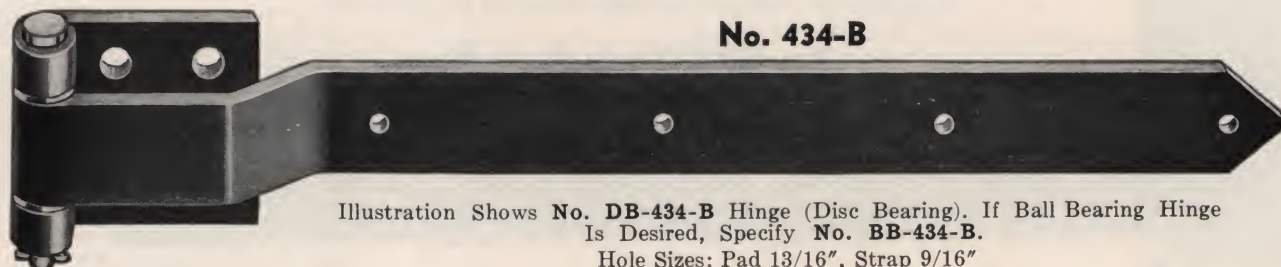 No. 434-B
Illustration Shows No. DB-434-B Hinge (Disc Bearing). If Ball Bearing Hinge
Is Desired, Specify No. BB-434-B.
Hole Sizes: Pad 13/16″, Strap 9/16″